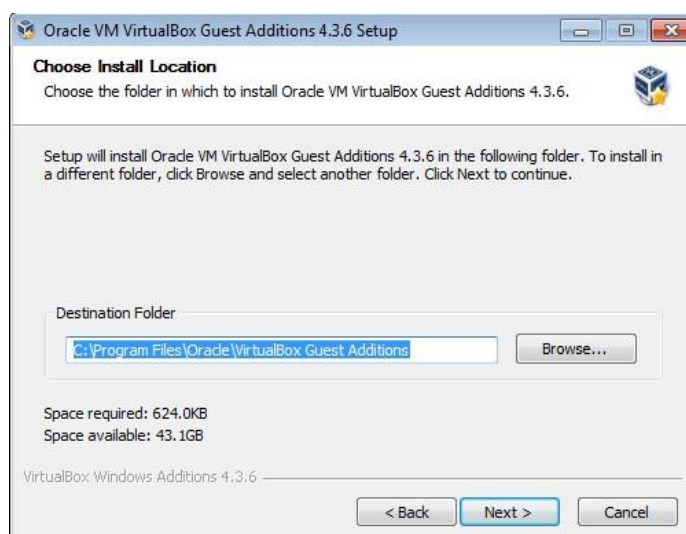 Oracle VM VirtualBox Guest Additions 4.3.6 Setup
Choose Install Location
Choose the folder in which to install Oracle VM VirtualBox Guest Additions 4.3.6.
Setup will install Oracle VM VirtualBox Guest Additions 4.3.6 in the following folder. To install in
a different folder, click Browse and select another folder. Click Next to continue.
Destination Folder
C:\Program Files\Oracle\VirtualBox Guest Additions
Browse...
Space required: 624.0KB
Space available: 43.1GB
VirtualBox Windows Additions 4.3.6
< Back
Next >
Cancel